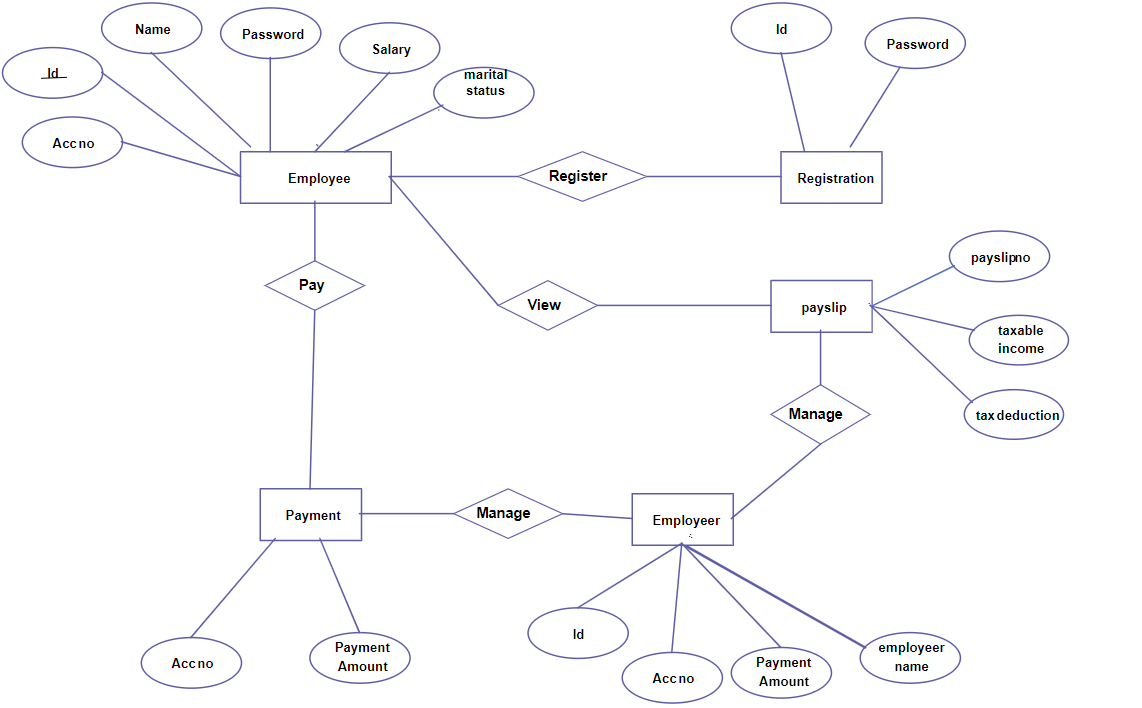 Name
Password
Salary
Id
marital
status
Acc no
Id
Password
Employee
Register
Registration
Pay
View
payslip
payslipno
taxable
income
tax deduction
Manage
Payment
Manage
Employeer
Acc no
Payment
Amount
Id
Acc no
Payment
Amount
employeer
name